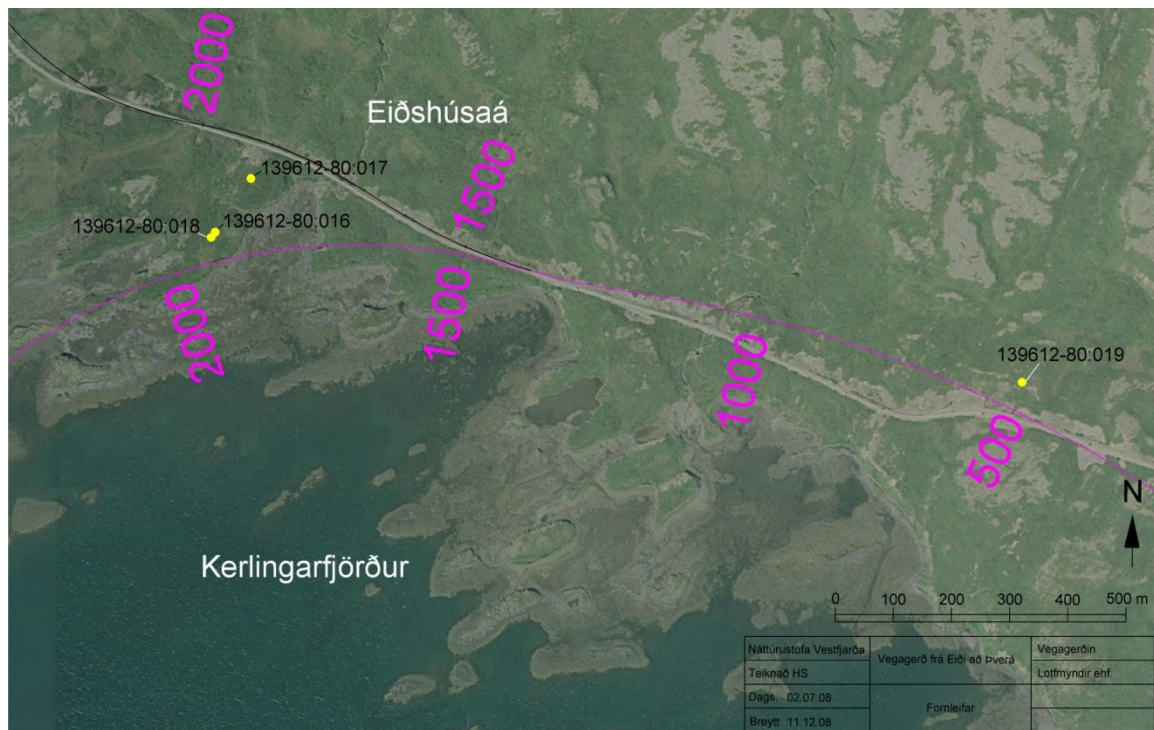 2000
Eiðshúsaá
1500
139612-80:017
139612-80:018
139612-80:016
2000
1500
1000
139612-80:019
500
N
Kerlingarfjörður
0 100 200 300 400 500 m
Náttúrustofa Vestfjarða
Vegagerð frá Eiði að Þverá
Vegagerðin
Teiknað HS
Loftmyndir ehf.
Dags. 02.07.08
Fornleifar
Breytt 11.12.08